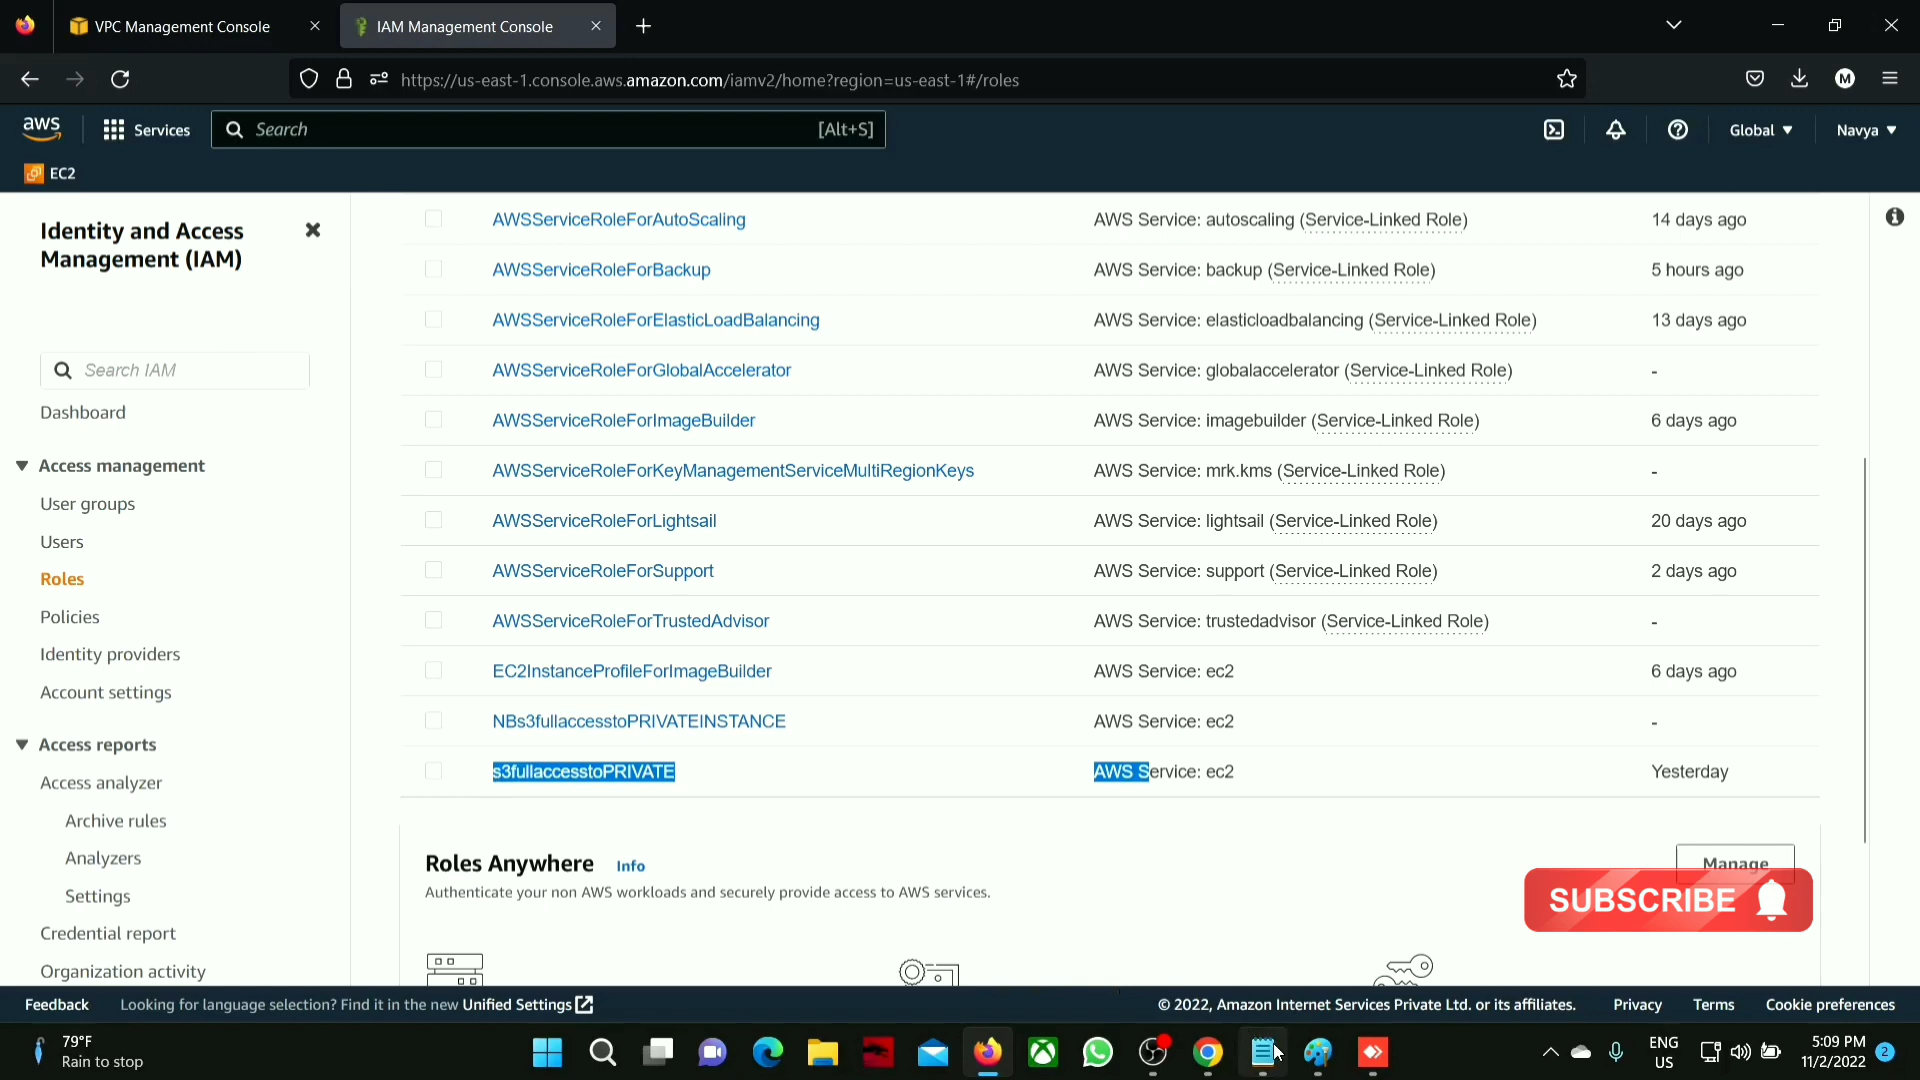 VPC Management Console
IAM Management Console
https://us-east-1.console.aws.amazon.com/iamv2/home?region=us-east-1#/roles
M
aws
Services
Search
[Alt+S]
Global
Navya
EC2
Identity and Access
Management (IAM)
Search IAM
Dashboard
Access management
User groups
Users
Roles
Policies
Identity providers
Account settings
Access reports
Access analyzer
Archive rules
Analyzers
Settings
Credential report
Organization activity
AWSServiceRoleForAutoScaling AWS Service: autoscaling (Service-Linked Role) 14 days ago
AWSServiceRoleForBackup AWS Service: backup (Service-Linked Role) 5 hours ago
AWSServiceRoleForElasticLoadBalancing AWS Service: elasticloadbalancing (Service-Linked Role) 13 days ago
AWSServiceRoleForGlobalAccelerator AWS Service: globalaccelerator (Service-Linked Role) -
AWSServiceRoleForImageBuilder AWS Service: imagebuilder (Service-Linked Role) 6 days ago
AWSServiceRoleForKeyManagementServiceMultiRegionKeys AWS Service: mrk.kms (Service-Linked Role) -
AWSServiceRoleForLightsail AWS Service: lightsail (Service-Linked Role) 20 days ago
AWSServiceRoleForSupport AWS Service: support (Service-Linked Role) 2 days ago
AWSServiceRoleForTrustedAdvisor AWS Service: trustedadvisor (Service-Linked Role) -
EC2InstanceProfileForImageBuilder AWS Service: ec2 6 days ago
NBs3fullaccesstoPRIVATEINSTANCE AWS Service: ec2 -
s3fullaccesstoPRIVATE AWS Service: ec2 Yesterday
Roles Anywhere Info
Manage
Authenticate your non AWS workloads and securely provide access to AWS services.
SUBSCRIBE
Feedback Looking for language selection? Find it in the new Unified Settings
© 2022, Amazon Internet Services Private Ltd. or its affiliates. Privacy Terms Cookie preferences
79°F
Rain to stop
ENG
US
5:09 PM
11/2/2022
2